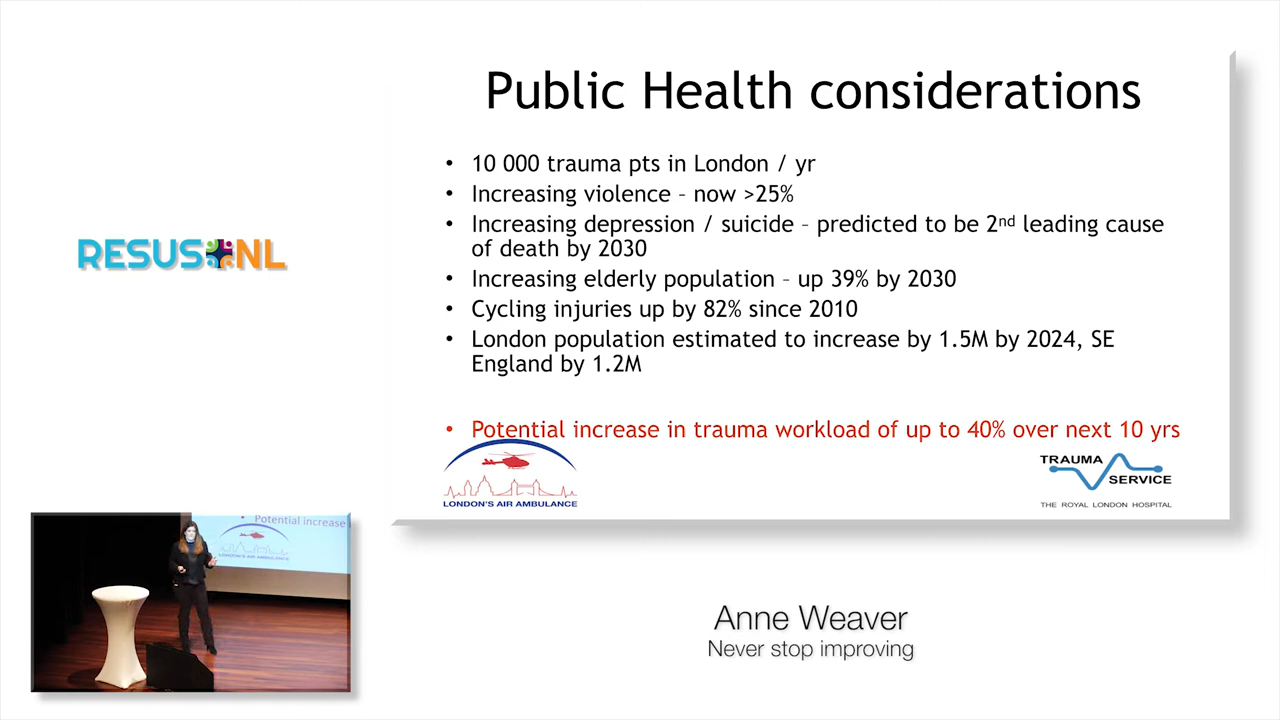 Public Health considerations
• 10 000 trauma pts in London / yr
• Increasing violence – now >25%
• Increasing depression / suicide – predicted to be 2nd leading cause
of death by 2030
• Increasing elderly population – up 39% by 2030
• Cycling injuries up by 82% since 2010
• London population estimated to increase by 1.5M by 2024, SE
England by 1.2M
• Potential increase in trauma workload of up to 40% over next 10 yrs
LONDON'S AIR AMBULANCE
TRAUMA
SERVICE
THE ROYAL LONDON HOSPITAL
RESUS NL
• Potential increase
LONDON'S AIR AMBULANCE
Anne Weaver
Never stop improving